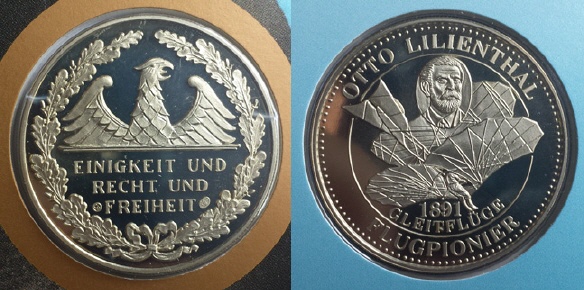 EINIGKEIT UND
RECHT UND
FREIHEIT
OTTO LILIENTHAL
1891
GLEITFLÜGE
FLUGPIONIER